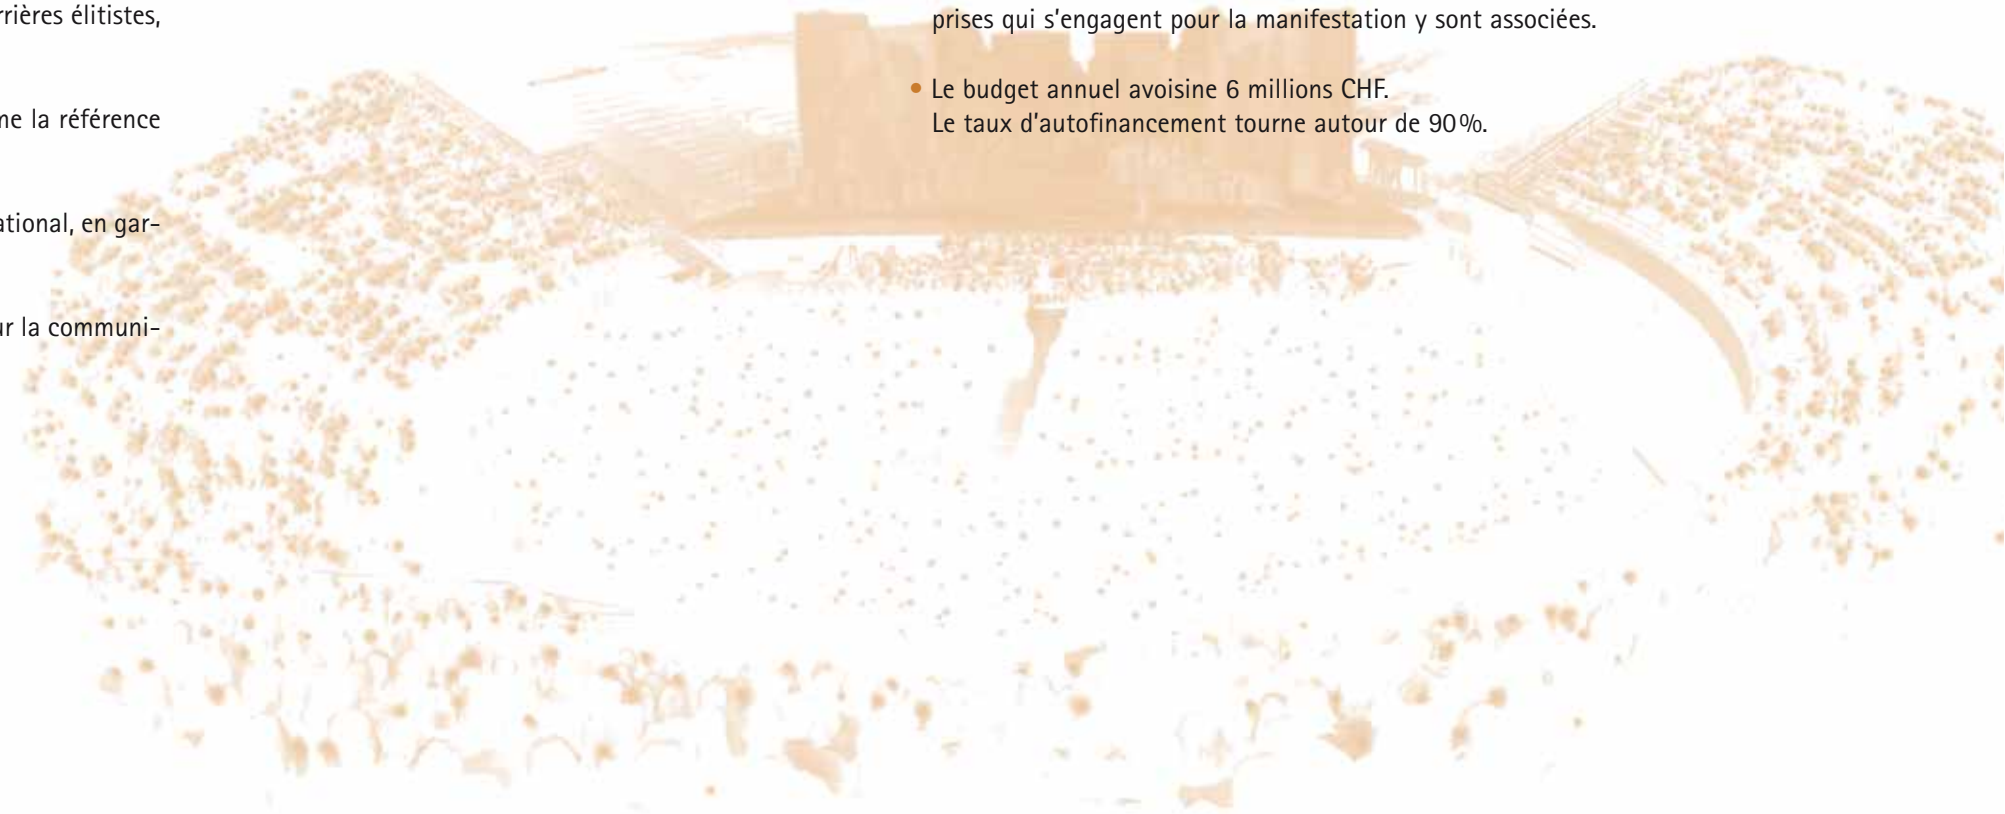 rrières élitistes,
ne la référence
ational, en gar-
ur la communi-
prises qui s'engagent pour la manifestation y sont associées.
• Le budget annuel avoisine 6 millions CHF.
Le taux d'autofinancement tourne autour de 90%.